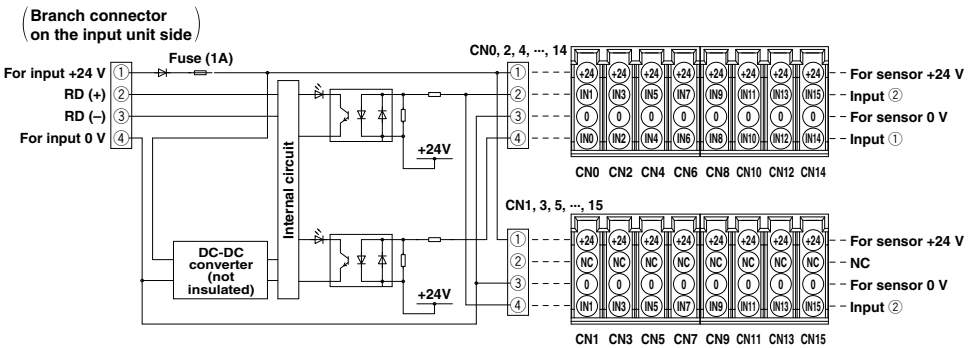 Branch connector
on the input unit side
Fuse (1A)
For input +24 V ①
RD (+) ②
RD (–) ③
For input 0 V ④
Internal circuit
DC-DC
converter
(not
insulated)
+24V
+24V
CN0, 2, 4, ···, 14
①
②
③
④
+24 +24 +24 +24 +24 +24 +24 +24
IN1 IN3 IN5 IN7 IN9 IN11 IN13 IN15
0 0 0 0 0 0 0 0
IN0 IN2 IN4 IN6 IN8 IN10 IN12 IN14
For sensor +24 V
Input ②
For sensor 0 V
Input ①
CN0 CN2 CN4 CN6 CN8 CN10 CN12 CN14
CN1, 3, 5, ···, 15
①
②
③
④
+24 +24 +24 +24 +24 +24 +24 +24
NC NC NC NC NC NC NC NC
0 0 0 0 0 0 0 0
IN1 IN3 IN5 IN7 IN9 IN11 IN13 IN15
For sensor +24 V
NC
For sensor 0 V
Input ②
CN1 CN3 CN5 CN7 CN9 CN11 CN13 CN15